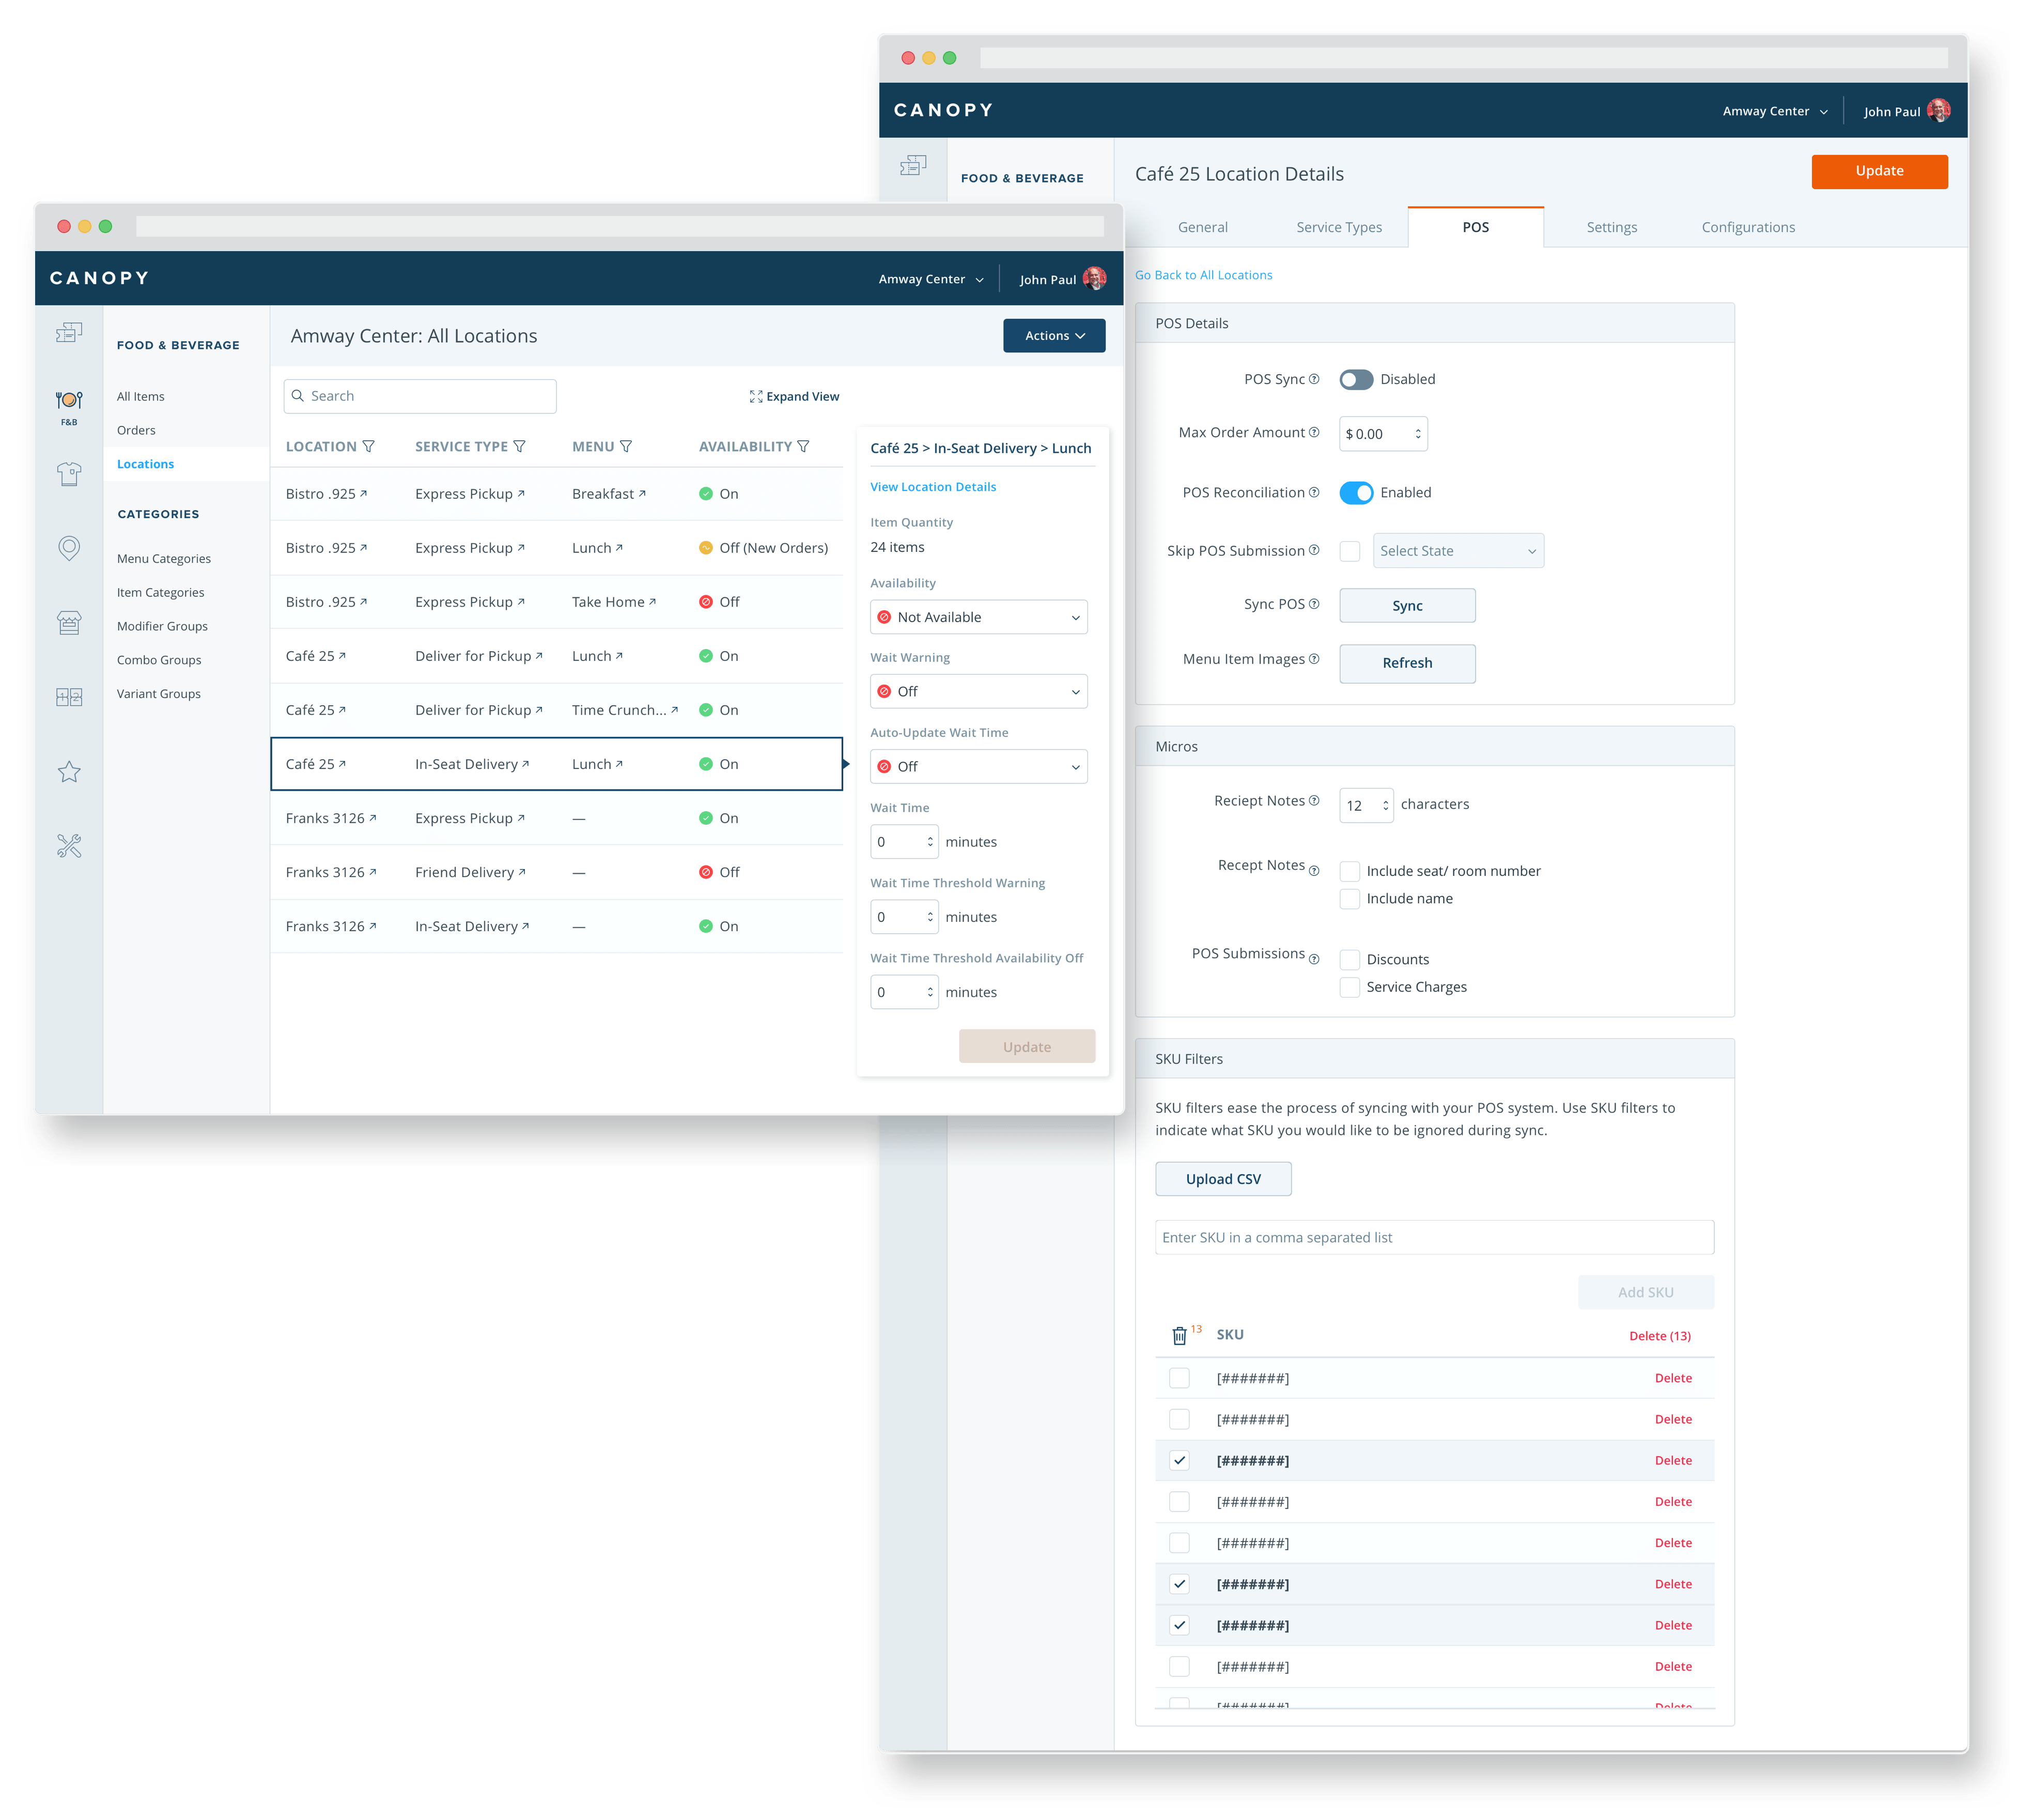 CANOPY
Amway Center
John Paul
FOOD & BEVERAGE
Café 25 Location Details
Update
General
Service Types
POS
Settings
Configurations
Go Back to All Locations
POS Details
POS Sync
Disabled
Max Order Amount
$ 0.00
POS Reconciliation
Enabled
Skip POS Submission
Select State
Sync POS
Sync
Menu Item Images
Refresh
Micros
Reciept Notes
12
characters
Recept Notes
Include seat/ room number
Include name
POS Submissions
Discounts
Service Charges
SKU Filters
SKU filters ease the process of syncing with your POS system. Use SKU filters to
indicate what SKU you would like to be ignored during sync.
Upload CSV
Enter SKU in a comma separated list
Add SKU
13
SKU
Delete (13)
[#######]
Delete
[#######]
Delete
[#######]
Delete
[#######]
Delete
[#######]
Delete
[#######]
Delete
[#######]
Delete
[#######]
Delete
[#######]
Delete
CANOPY
Amway Center
John Paul
F&B
FOOD & BEVERAGE
All Items
Orders
Locations
CATEGORIES
Menu Categories
Item Categories
Modifier Groups
Combo Groups
Variant Groups
Amway Center: All Locations
Actions
Search
Expand View
LOCATION SERVICE TYPE MENU AVAILABILITY
Bistro .925 Express Pickup Breakfast On
Bistro .925 Express Pickup Lunch Off (New Orders)
Bistro .925 Express Pickup Take Home Off
Café 25 Deliver for Pickup Lunch On
Café 25 Deliver for Pickup Time Crunch... On
Café 25 In-Seat Delivery Lunch On
Franks 3126 Express Pickup — On
Franks 3126 Friend Delivery — Off
Franks 3126 In-Seat Delivery — On
Café 25 > In-Seat Delivery > Lunch
View Location Details
Item Quantity
24 items
Availability
Not Available
Wait Warning
Off
Auto-Update Wait Time
Off
Wait Time
0 minutes
Wait Time Threshold Warning
0 minutes
Wait Time Threshold Availability Off
0 minutes
Update